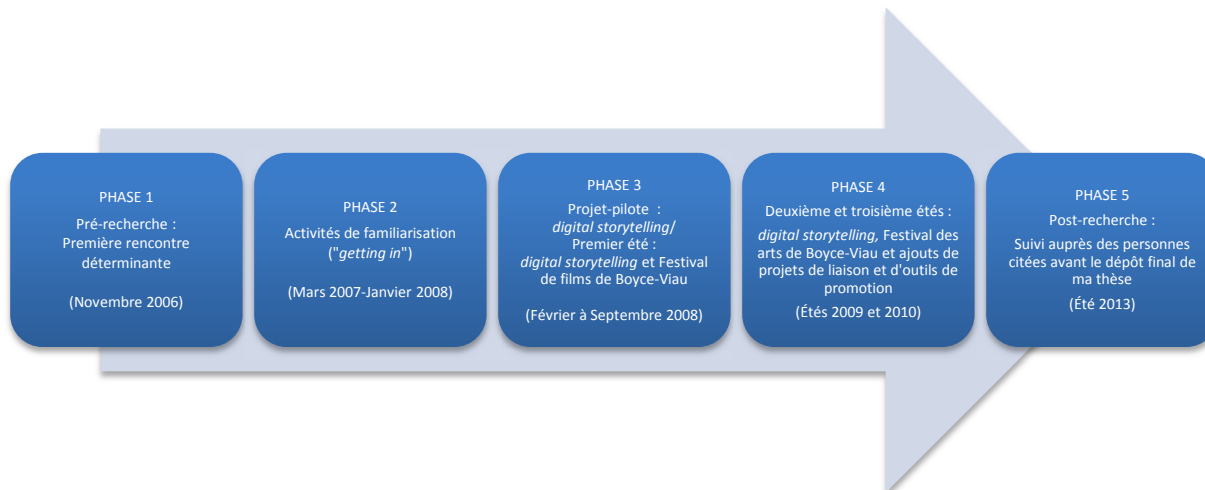 PHASE 1
Pré-recherche :
Première rencontre
déterminante
(Novembre 2006)
PHASE 2
Activités de familiarisation
("getting in")
(Mars 2007-Janvier 2008)
PHASE 3
Projet-pilote :
digital storytelling/
Premier été :
digital storytelling et Festival
de films de Boyce-Viau
(Février à Septembre 2008)
PHASE 4
Deuxième et troisième étés :
digital storytelling, Festival des
arts de Boyce-Viau et ajouts de
projets de liaison et d'outils de
promotion
(Étés 2009 et 2010)
PHASE 5
Post-recherche :
Suivi auprès des personnes
citées avant le dépôt final de
ma thèse
(Été 2013)